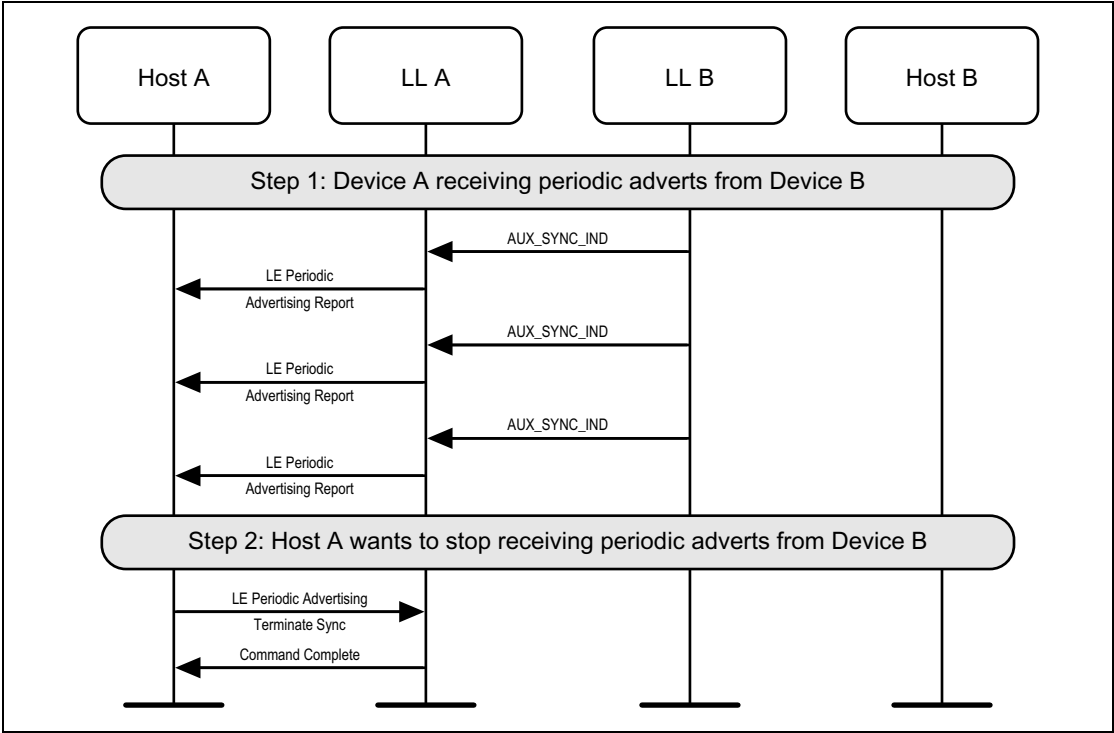 Host A
LL A
LL B
Host B
Step 1: Device A receiving periodic adverts from Device B
AUX_SYNC_IND
LE Periodic
Advertising Report
AUX_SYNC_IND
LE Periodic
Advertising Report
AUX_SYNC_IND
LE Periodic
Advertising Report
Step 2: Host A wants to stop receiving periodic adverts from Device B
LE Periodic Advertising
Terminate Sync
Command Complete